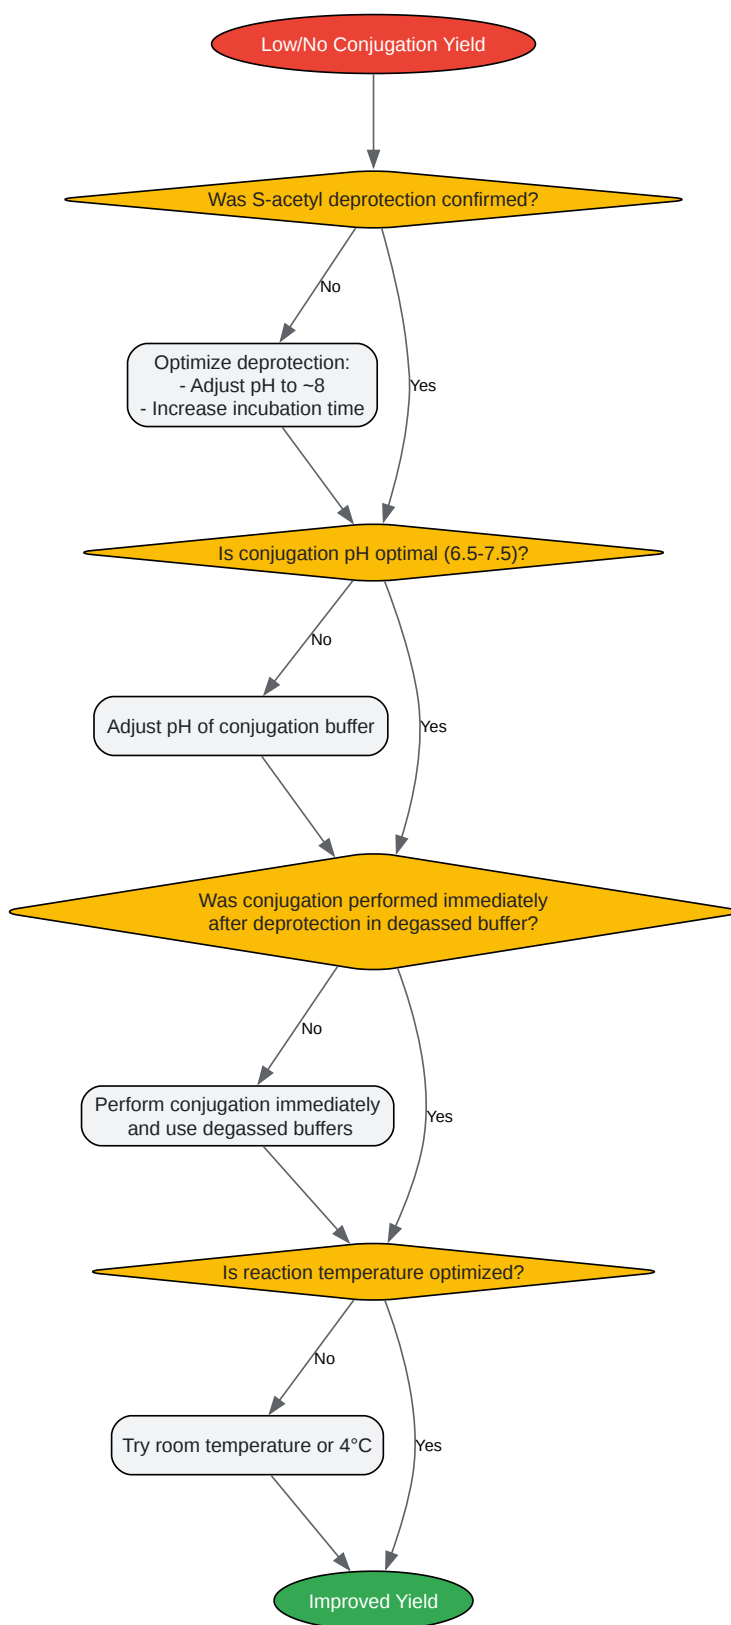 Low/No Conjugation Yield
Was S-acetyl deprotection confirmed?
No
Optimize deprotection:
- Adjust pH to ~8
- Increase incubation time
Yes
Is conjugation pH optimal (6.5-7.5)?
No
Adjust pH of conjugation buffer
Yes
Was conjugation performed immediately
after deprotection in degassed buffer?
No
Perform conjugation immediately
and use degassed buffers
Yes
Is reaction temperature optimized?
No
Try room temperature or 4°C
Yes
Improved Yield